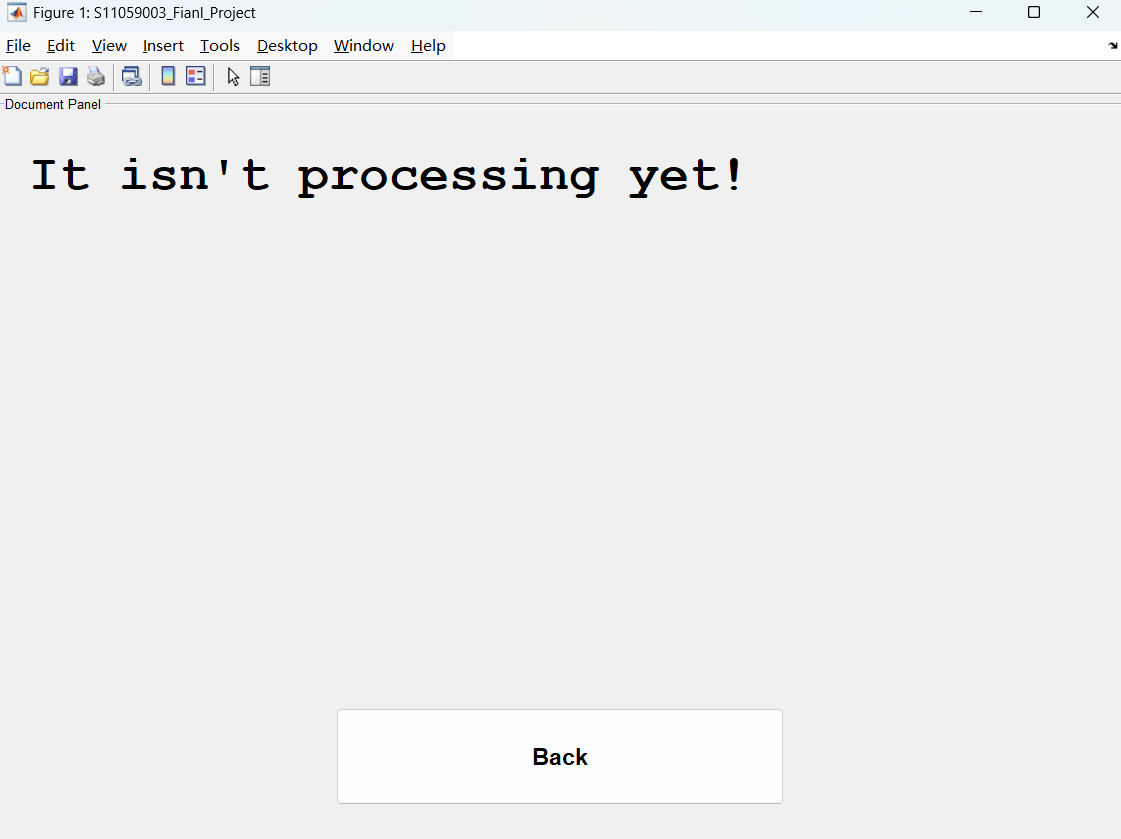 Figure 1: S11059003_Fianl_Project
File Edit View Insert Tools Desktop Window Help
Document Panel
It isn't processing yet!
Back